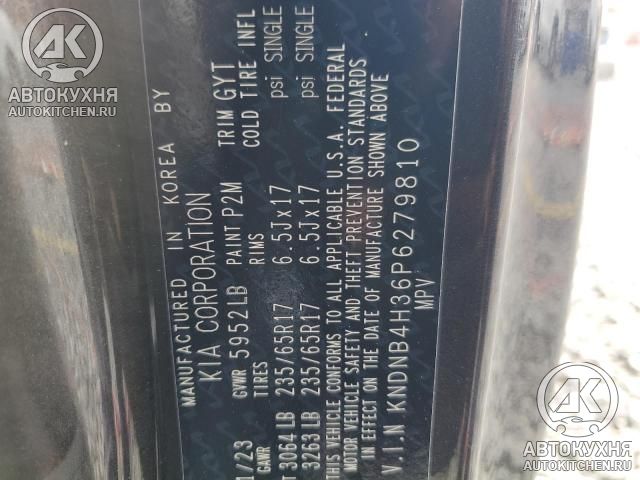 MANUFACTURED IN KOREA BY
KIA CORPORATION
1/23 GVWR 5952LB PAINT P2M TRIM GYT
GAWR TIRES RIMS COLD TIRE INFL
T 3064 LB 235/65R17 6.5Jx17 psi SINGLE
3263 LB 235/65R17 6.5Jx17 psi SINGLE
THIS VEHICLE CONFORMS TO ALL APPLICABLE U.S.A. FEDERAL
MOTOR VEHICLE SAFETY AND THEFT PREVENTION STANDARDS
IN EFFECT ON THE DATE OF MANUFACTURE SHOWN ABOVE
V.I.N KNDNB4H36P6279810
MPV
АВТОКУХНЯ
AUTOKITCHEN.RU
АВТОКУХНЯ
AUTOKITCHEN.RU